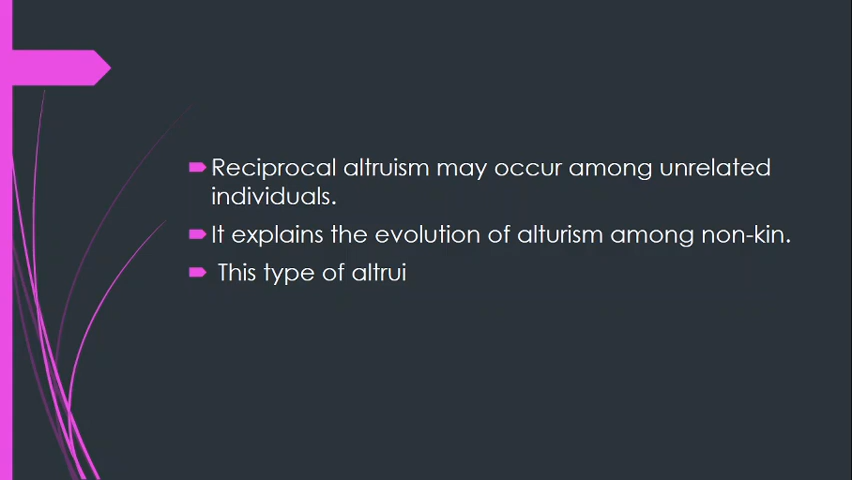 Reciprocal altruism may occur among unrelated
individuals.
It explains the evolution of alturism among non-kin.
This type of altrui